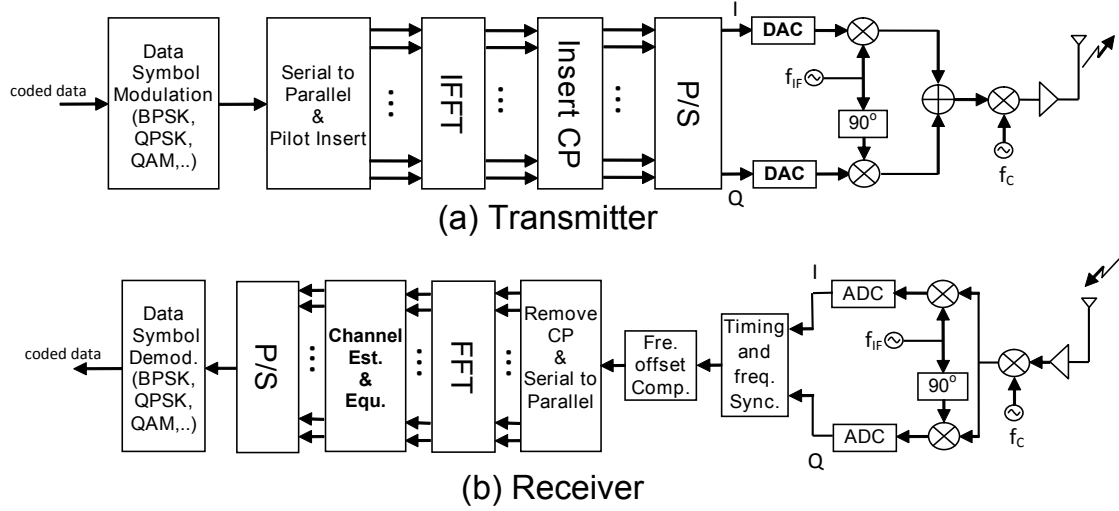 coded data
Data
Symbol
Modulation
(BPSK,
QPSK,
QAM,..)
Serial to
Parallel
&
Pilot Insert
...
...
IFFT
...
...
Insert CP
...
...
P/S
I
DAC
f_IF
90°
Q
DAC
f_C
(a) Transmitter
coded data
Data
Symbol
Demod.
(BPSK,
QPSK,
QAM,..)
P/S
...
...
Channel
Est.
&
Equ.
...
...
FFT
...
...
Remove
CP
&
Serial to
Parallel
Fre.
offset
Comp.
Timing
and
freq.
Sync.
I
ADC
f_IF
90°
Q
ADC
f_C
(b) Receiver